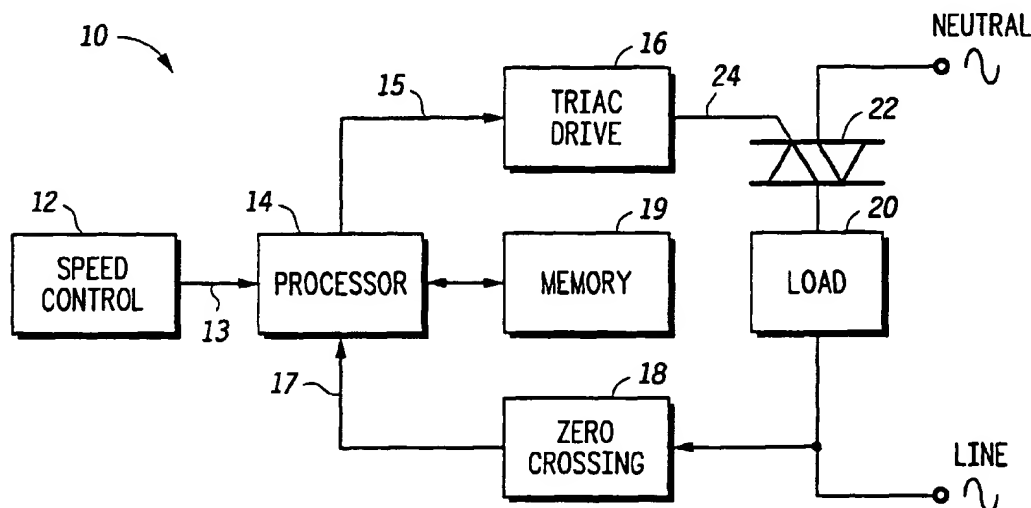 10
15
16
TRIAC
DRIVE
24
NEUTRAL
22
12
SPEED
CONTROL
13
14
PROCESSOR
19
MEMORY
20
LOAD
17
18
ZERO
CROSSING
LINE